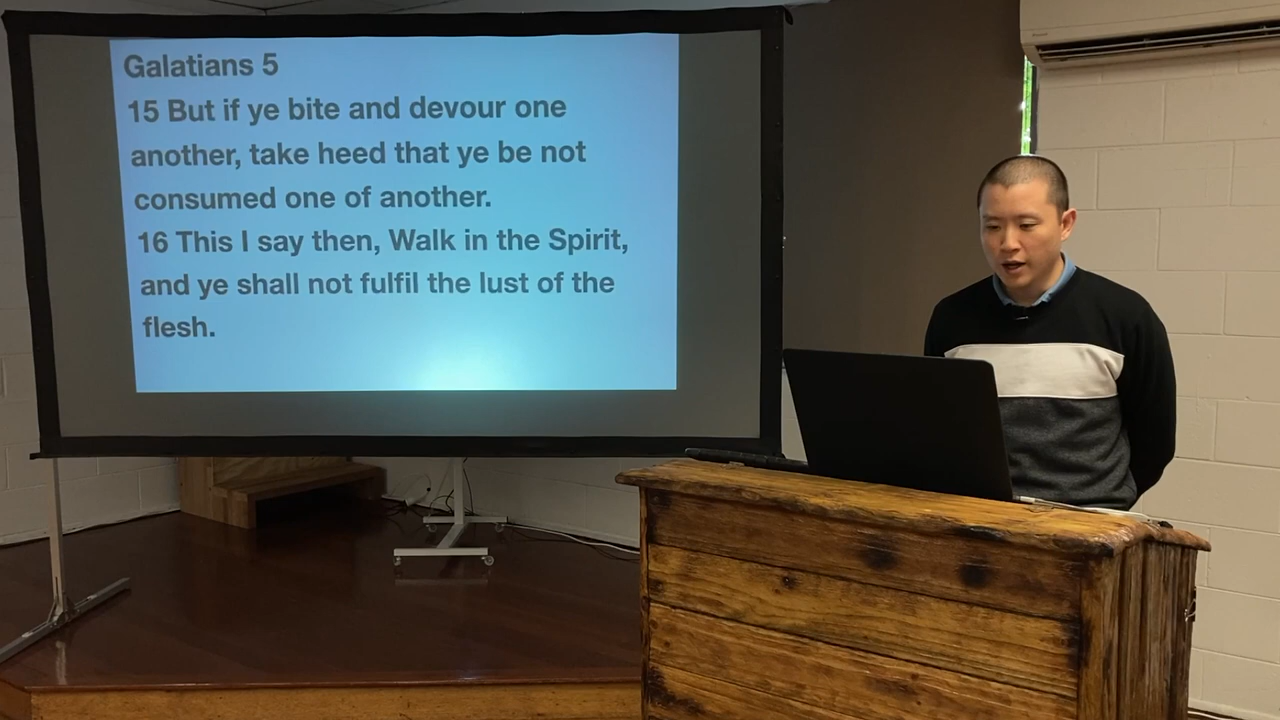 Galatians 5
15 But if ye bite and devour one
another, take heed that ye be not
consumed one of another.
16 This I say then, Walk in the Spirit,
and ye shall not fulfil the lust of the
flesh.